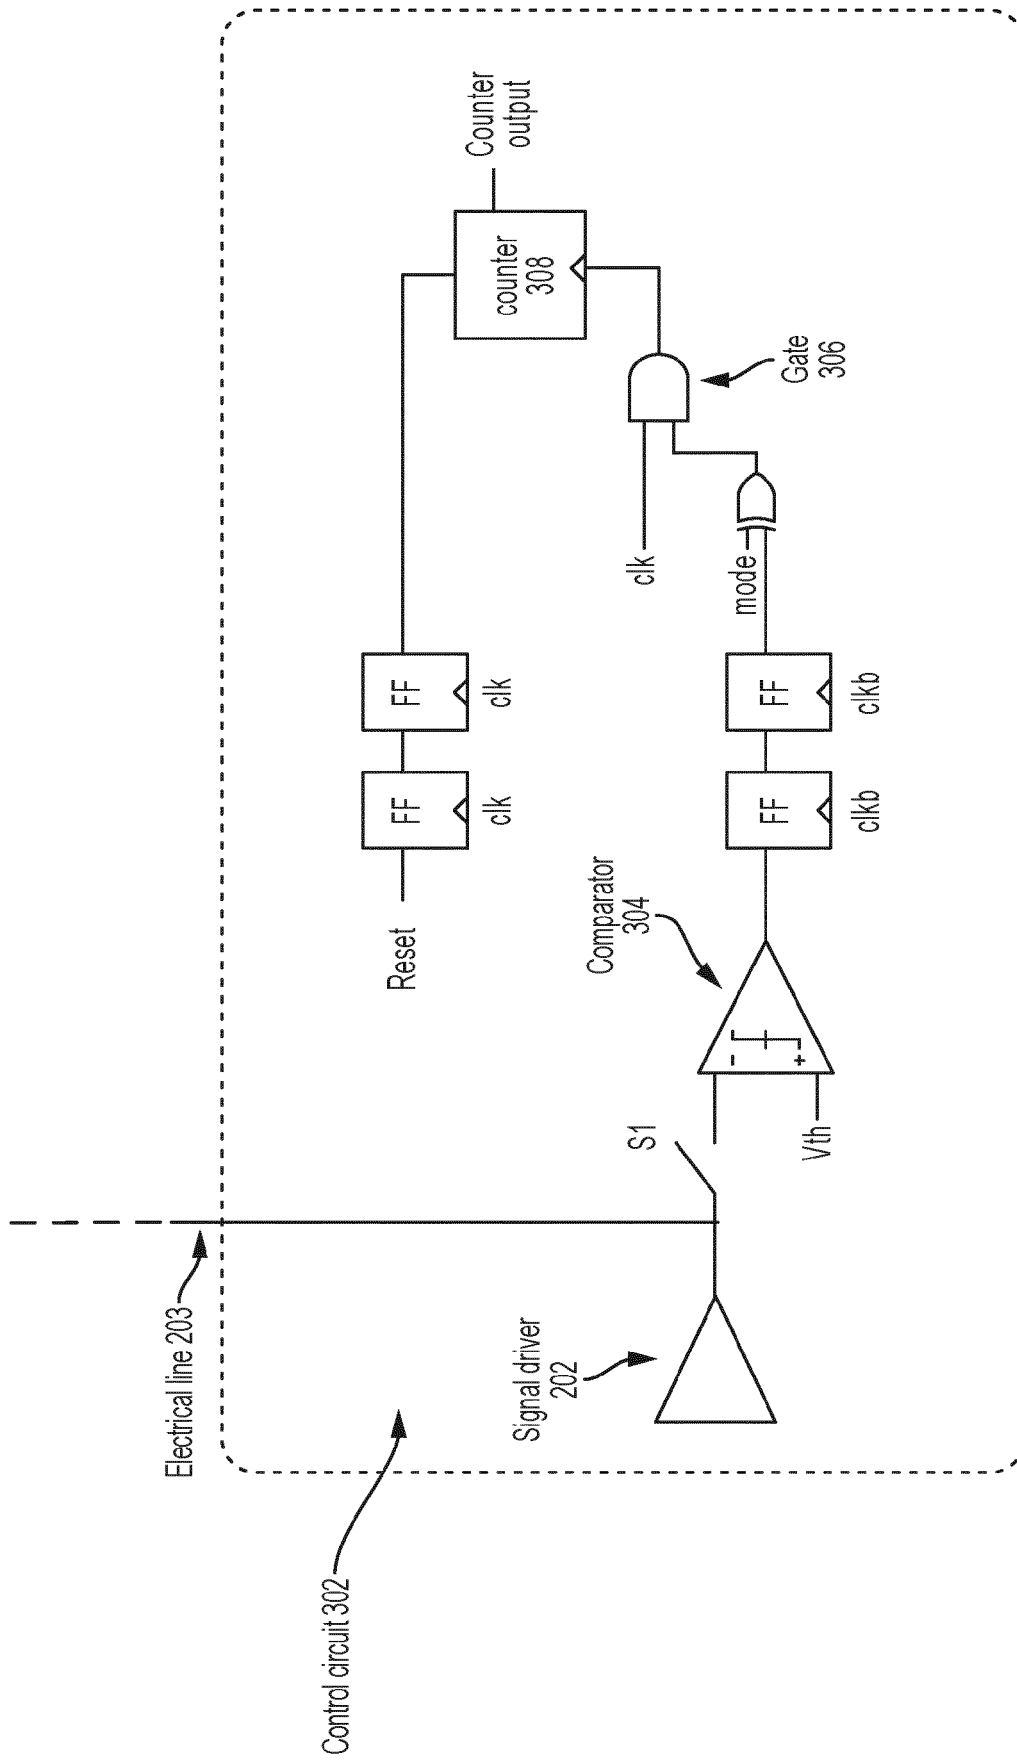 Control circuit 302
Electrical line 203
Signal driver
202
S1
Vth
-
+
Comparator
304
Reset
FF
clk
FF
clk
FF
clkb
FF
clkb
mode
clk
Gate
306
counter
308
Counter
output